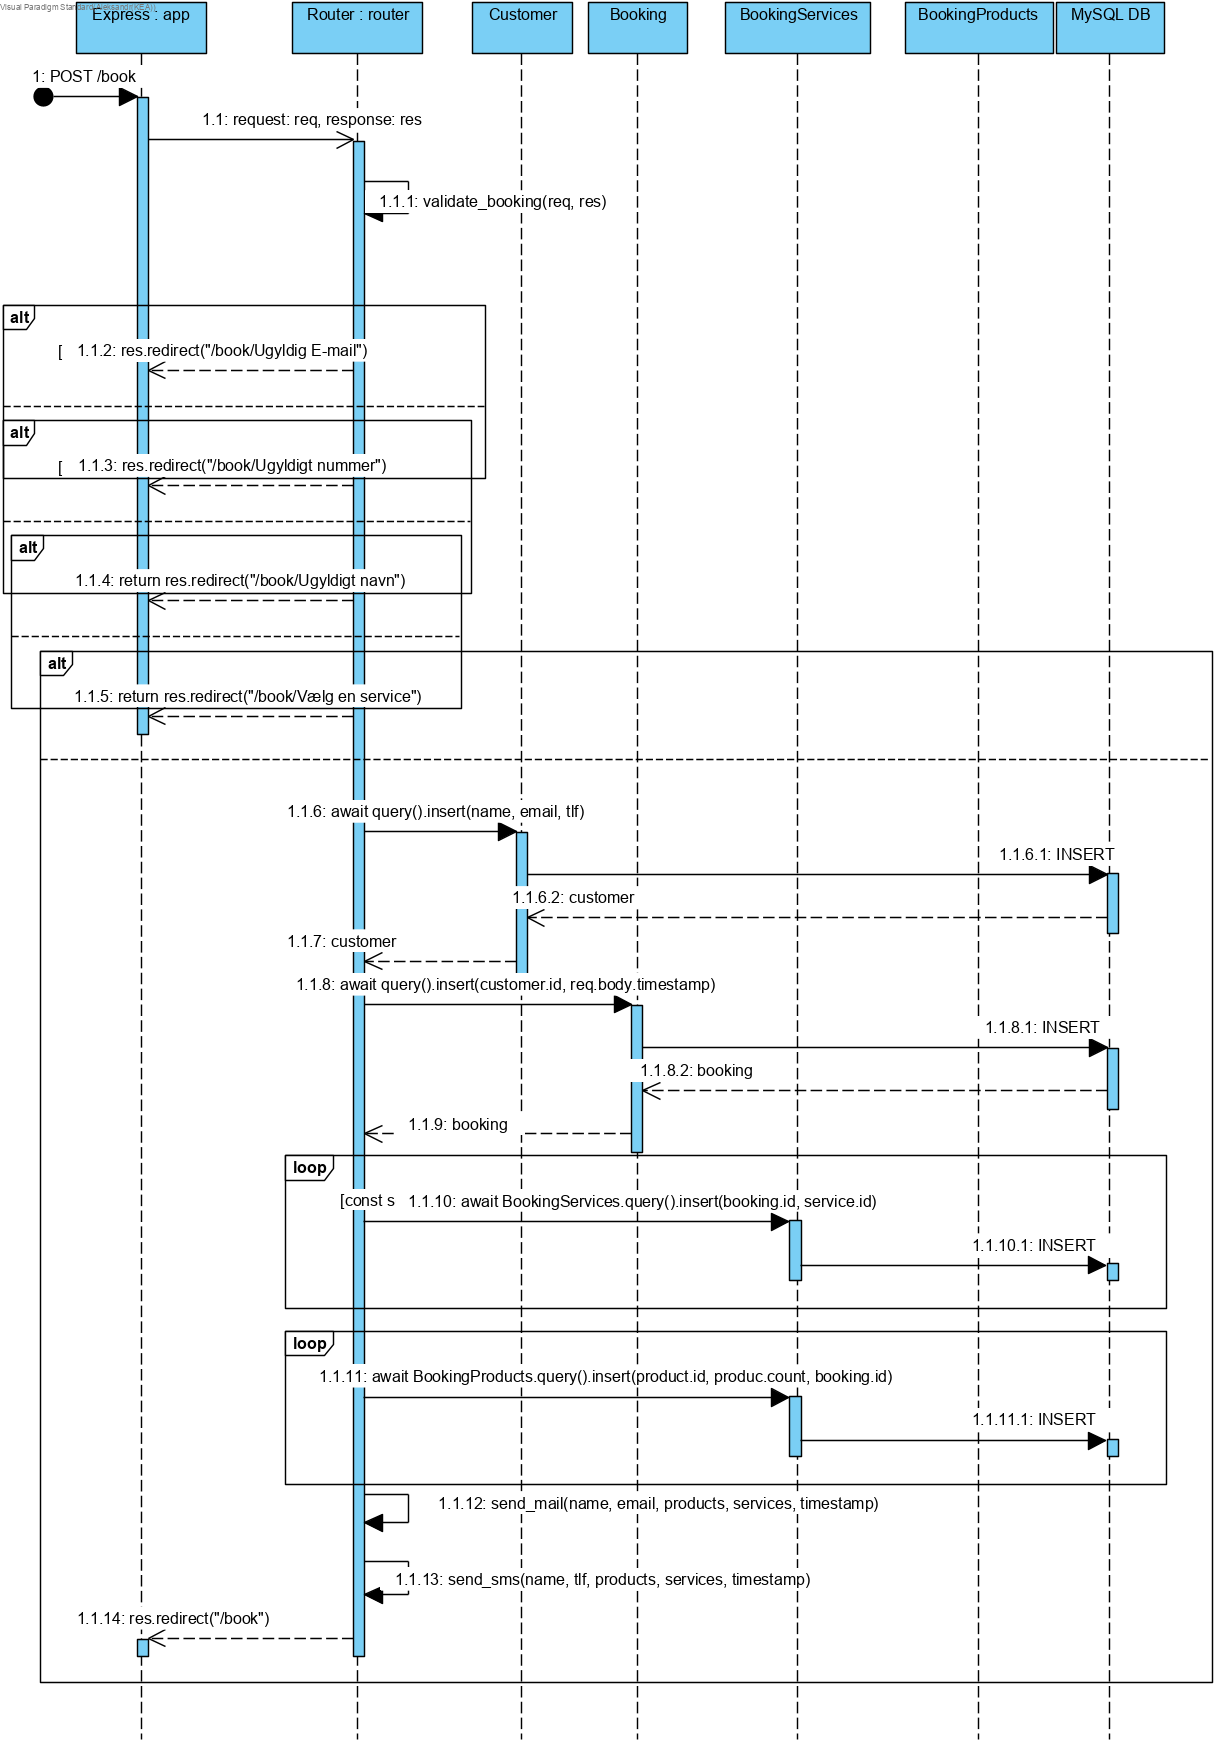 Visual Paradigm Standard(Aleksandr(KEA))
Express : app
Router : router
Customer
Booking
BookingServices
BookingProducts
MySQL DB
1: POST /book
1.1: request: req, response: res
1.1.1: validate_booking(req, res)
alt
[ 1.1.2: res.redirect("/book/Ugyldig E-mail")
alt
[ 1.1.3: res.redirect("/book/Ugyldigt nummer")
alt
1.1.4: return res.redirect("/book/Ugyldigt navn")
alt
1.1.5: return res.redirect("/book/Vælg en service")
1.1.6: await query().insert(name, email, tlf)
1.1.6.1: INSERT
1.1.6.2: customer
1.1.7: customer
1.1.8: await query().insert(customer.id, req.body.timestamp)
1.1.8.1: INSERT
1.1.8.2: booking
1.1.9: booking
loop
[const s 1.1.10: await BookingServices.query().insert(booking.id, service.id)
1.1.10.1: INSERT
loop
1.1.11: await BookingProducts.query().insert(product.id, produc.count, booking.id)
1.1.11.1: INSERT
1.1.12: send_mail(name, email, products, services, timestamp)
1.1.13: send_sms(name, tlf, products, services, timestamp)
1.1.14: res.redirect("/book")